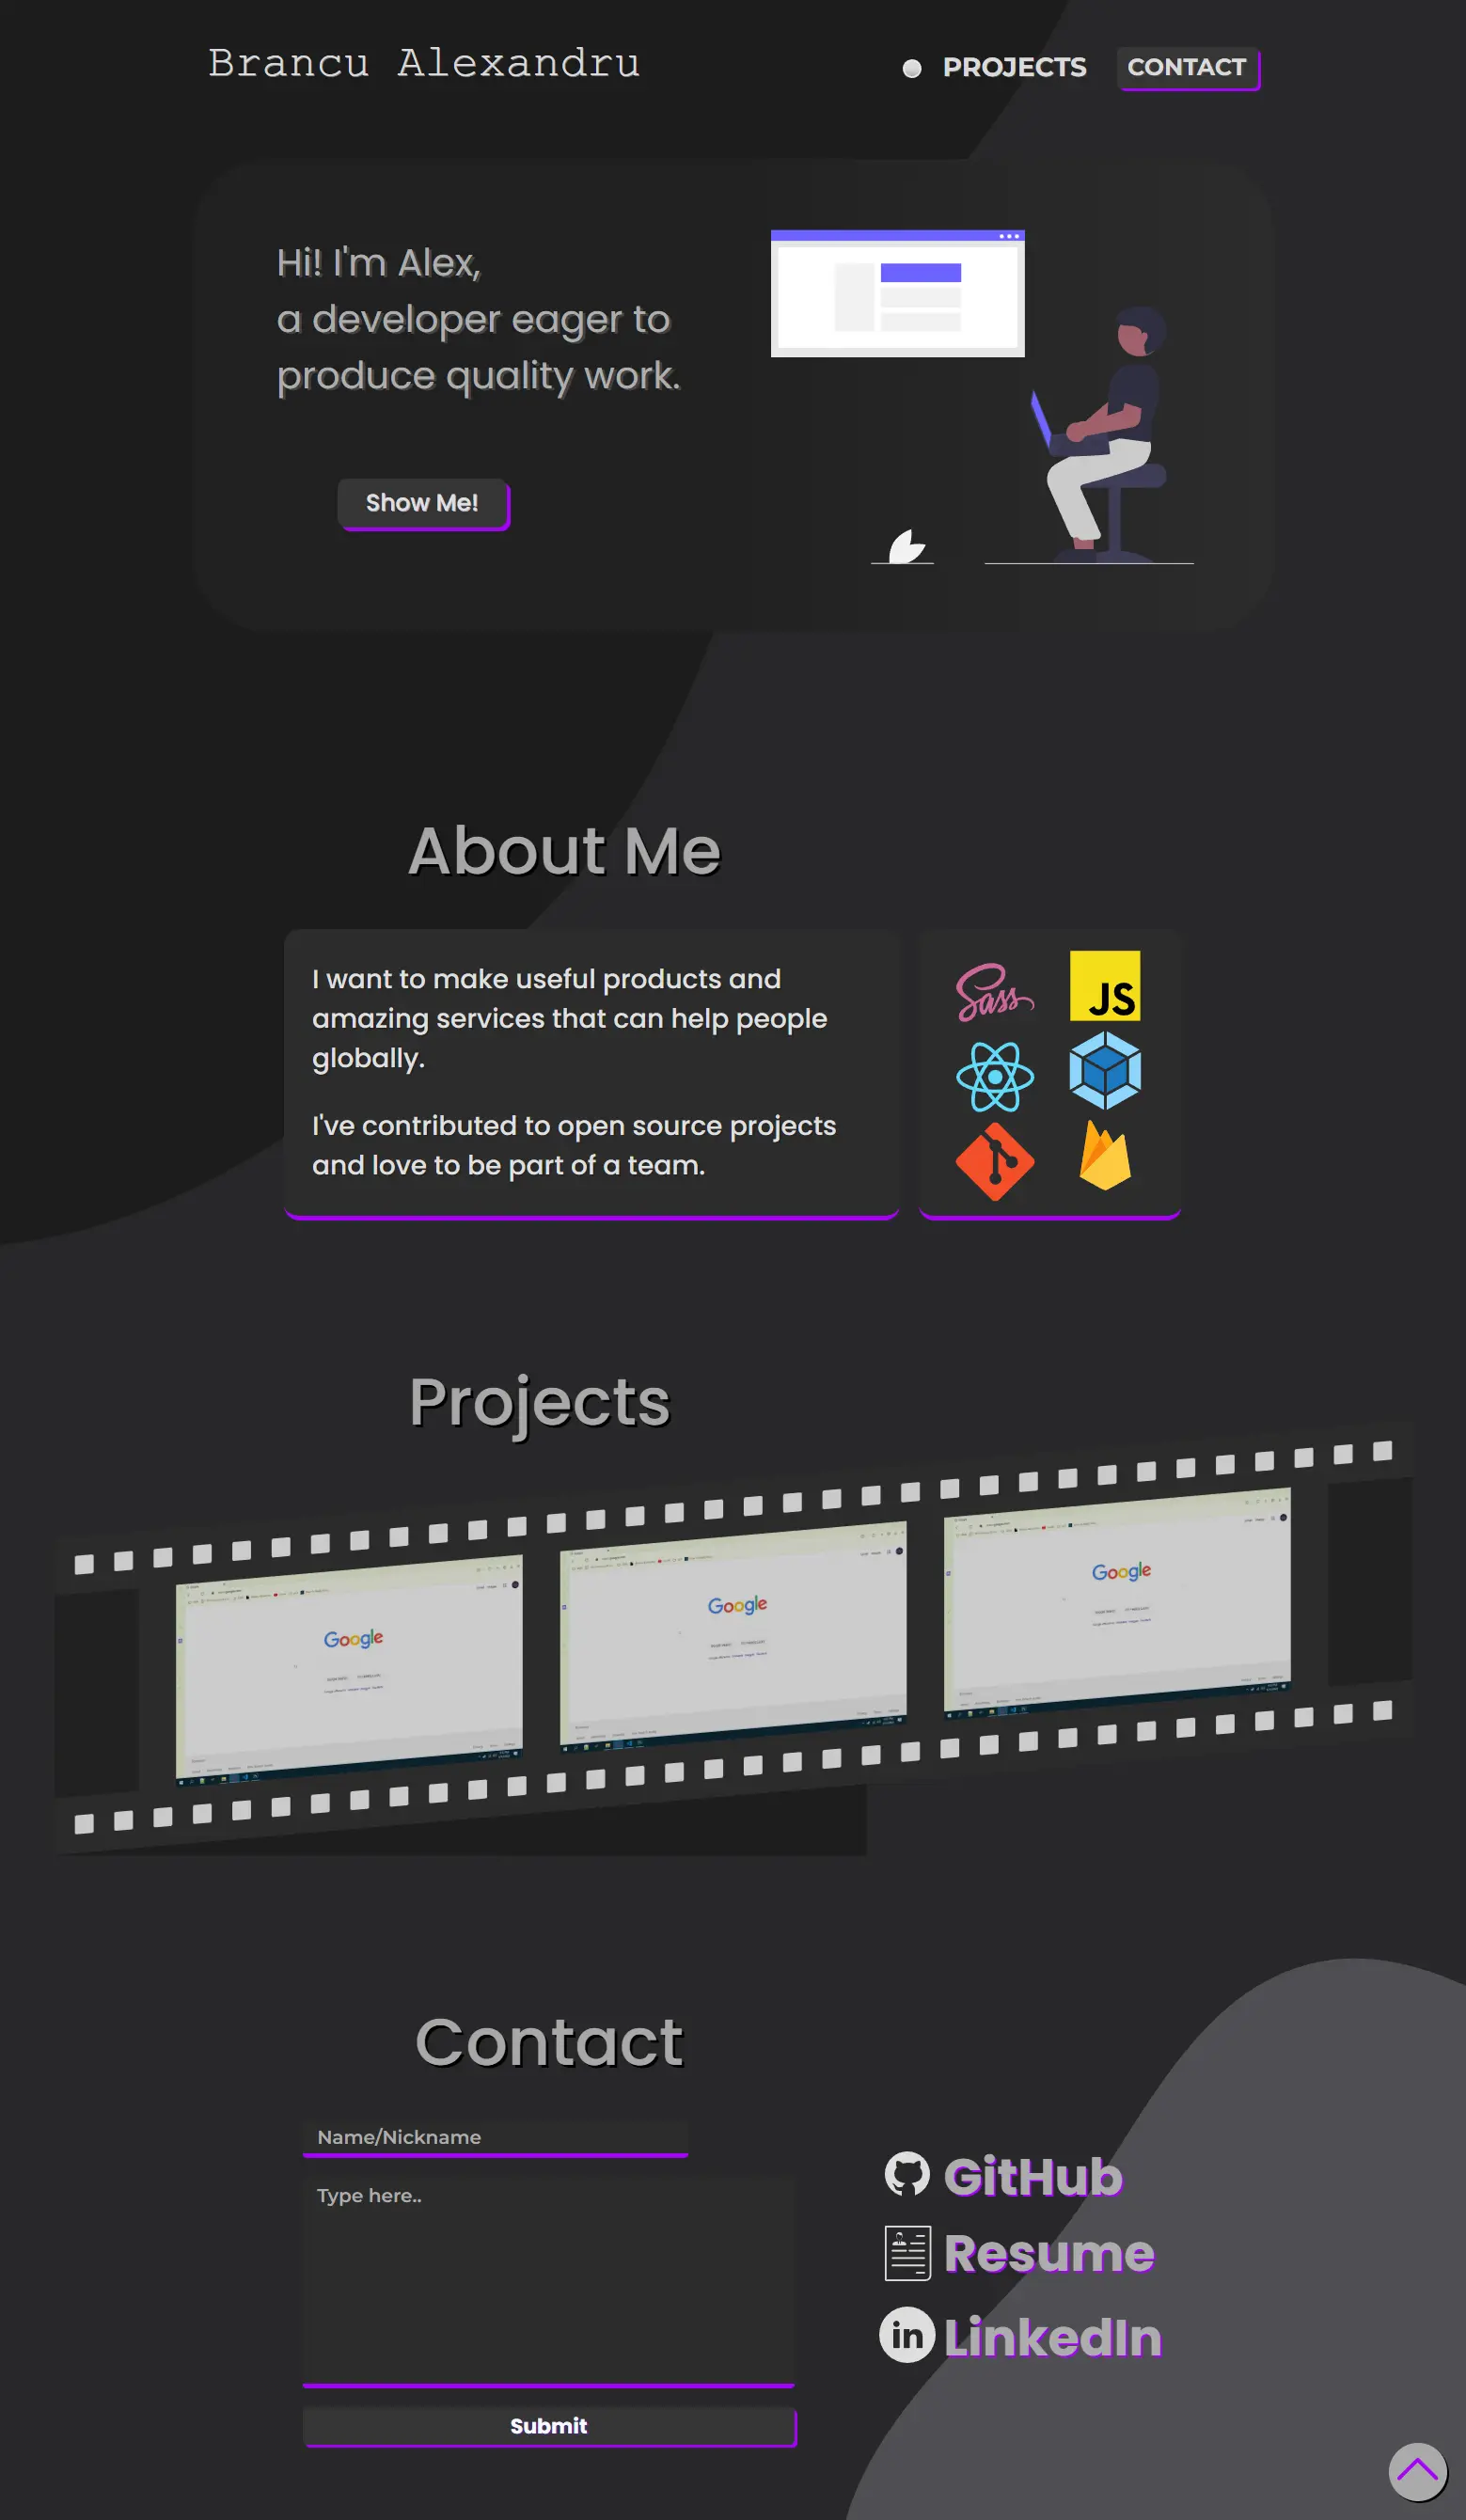 Brancu Alexandru
PROJECTS
CONTACT
Hi! I'm Alex,
a developer eager to
produce quality work.
Show Me!
About Me
I want to make useful products and
amazing services that can help people
globally.
I've contributed to open source projects
and love to be part of a team.
Sass
JS
Projects
Google
Google
Google
Contact
Name/Nickname
Type here..
Submit
GitHub
Resume
in LinkedIn